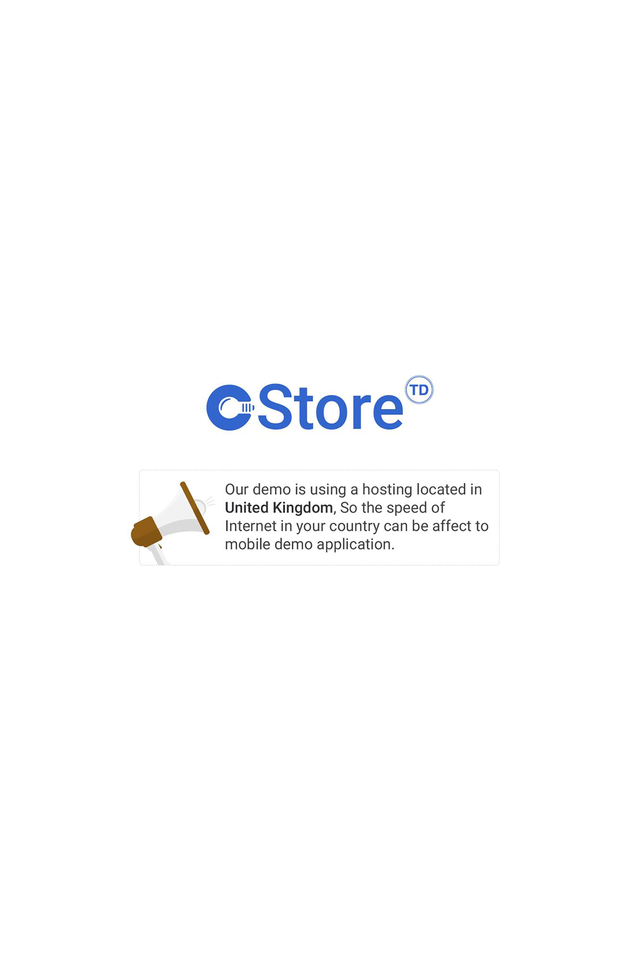 CStore TD
Our demo is using a hosting located in
United Kingdom, So the speed of
Internet in your country can be affect to
mobile demo application.